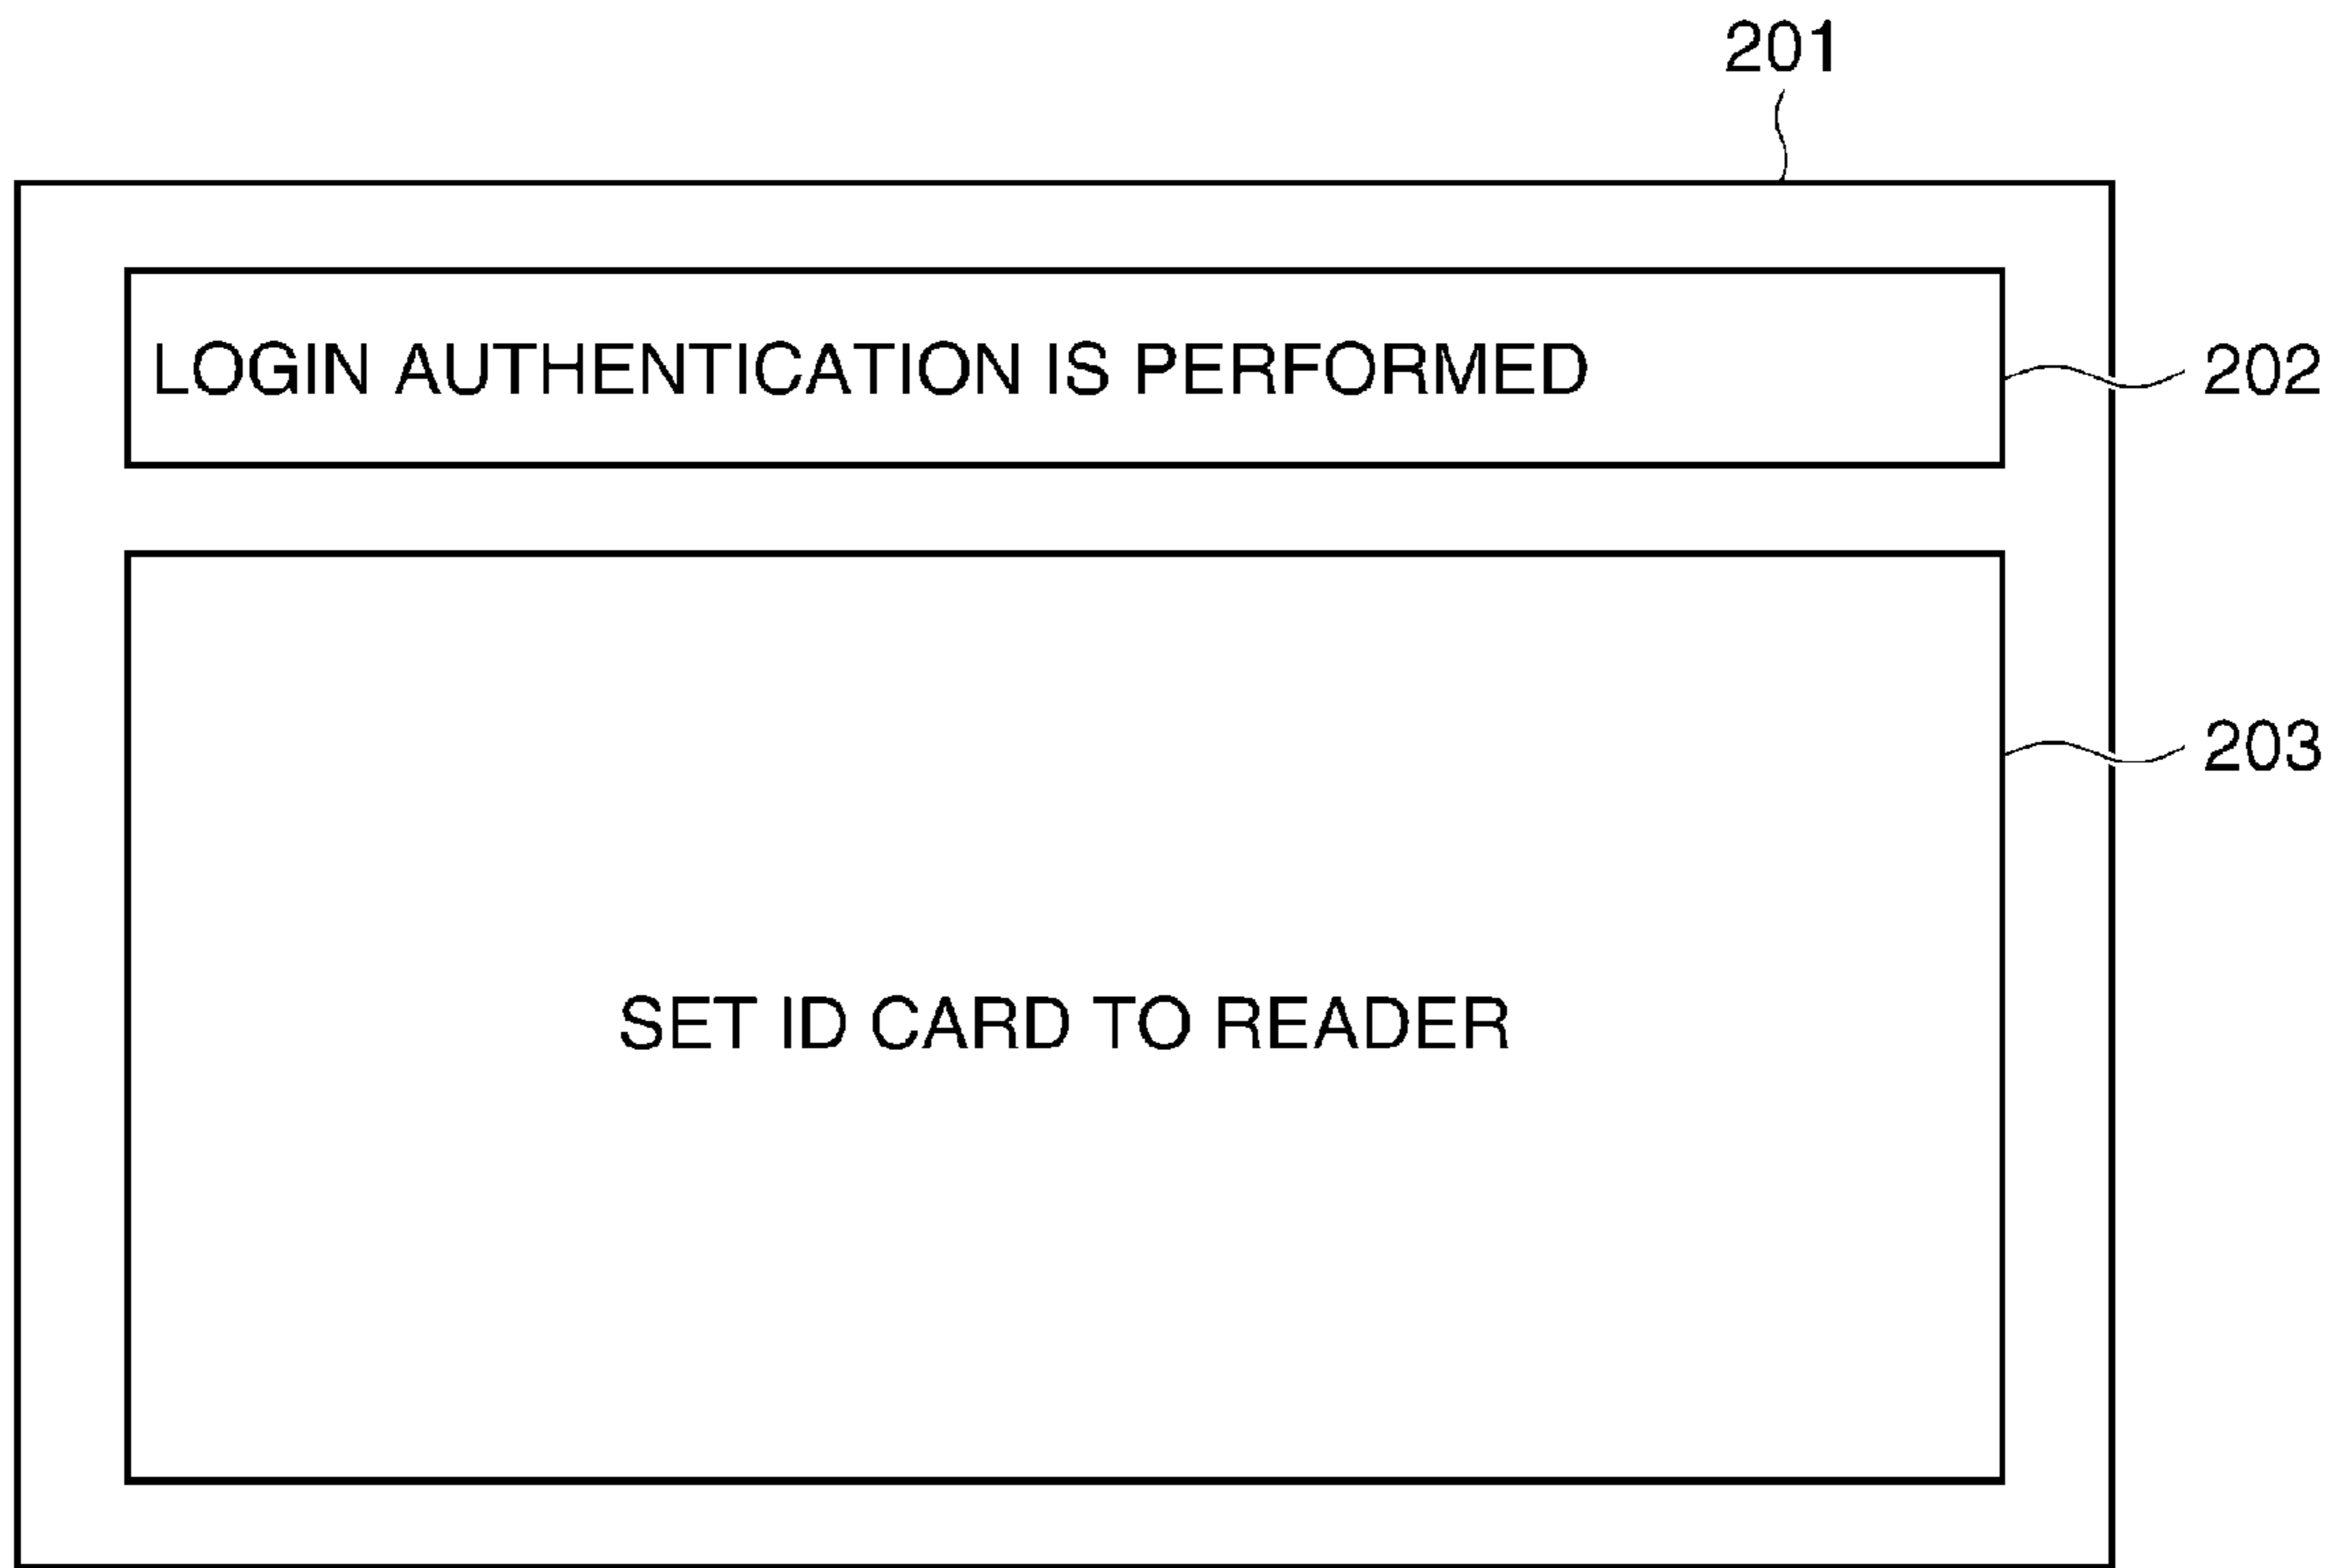 201
LOGIN AUTHENTICATION IS PERFORMED
202
203
SET ID CARD TO READER